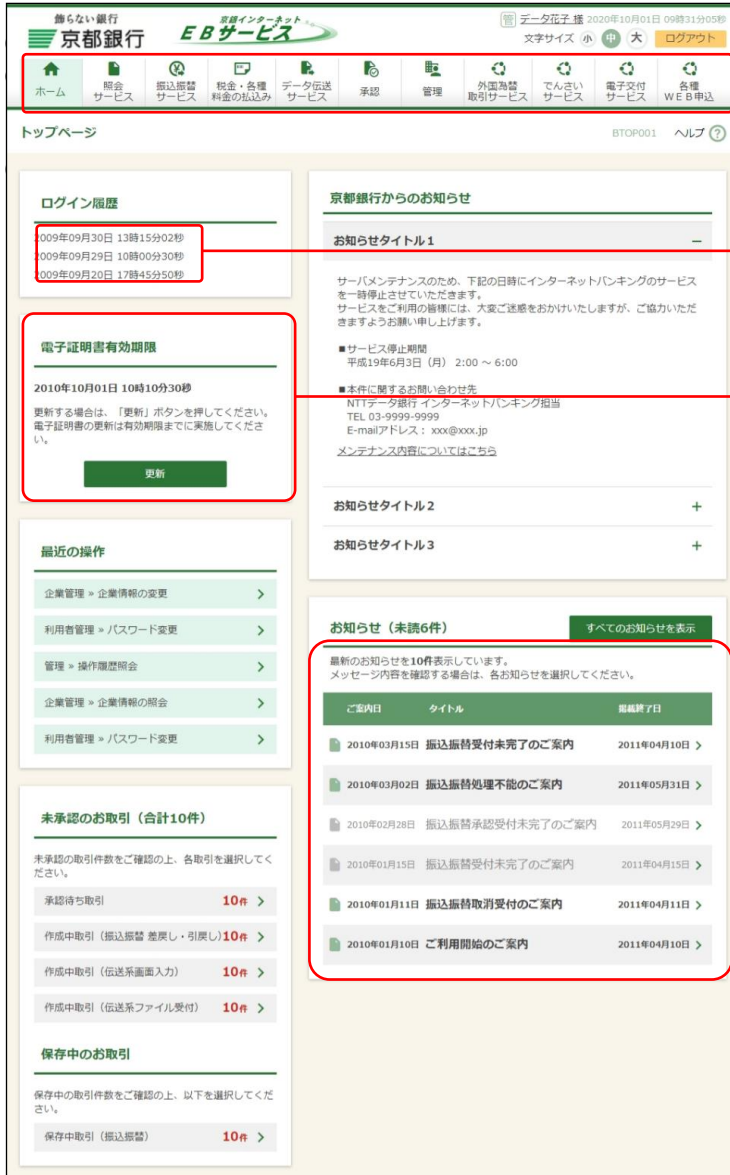 飾らない銀行
京都銀行
京銀インターネット
EBサービス
管 データ花子 様 2020年10月01日 09時31分05秒
文字サイズ 小 中 大 ログアウト
ホーム
照会
サービス
振込振替
サービス
税金・各種
料金の払込み
データ伝送
サービス
承認
管理
外国為替
取引サービス
でんさい
サービス
電子交付
サービス
各種
WEB申込
トップページ
BTOP001 ヘルプ ?
ログイン履歴
2009年09月30日 13時15分02秒
2009年09月29日 10時00分30秒
2009年09月20日 17時45分50秒
電子証明書有効期限
2010年10月01日 10時10分30秒
更新する場合は、「更新」ボタンを押してください。
電子証明書の更新は有効期限までに実施してくださ
い。
更新
最近の操作
企業管理 » 企業情報の変更
利用者管理 » パスワード変更
管理 » 操作履歴照会
企業管理 » 企業情報の照会
利用者管理 » パスワード変更
未承認のお取引（合計10件）
未承認の取引件数をご確認の上、各取引を選択してく
ださい。
承認待ち取引 10件
作成中取引（振込振替 差戻し・引戻し）10件
作成中取引（伝送系画面入力） 10件
作成中取引（伝送系ファイル受付） 10件
保存中のお取引
保存中の取引件数をご確認の上、以下を選択してくだ
さい。
保存中取引（振込振替） 10件
京都銀行からのお知らせ
お知らせタイトル1 −
サーバメンテナンスのため、下記の日時にインターネットバンキングのサービス
を一時停止させていただきます。
サービスをご利用の皆様には、大変ご迷惑をおかけいたしますが、ご協力いただ
きますようお願い申し上げます。
■サービス停止期間
平成19年6月3日（月） 2:00 ～ 6:00
■本件に関するお問い合わせ先
NTTデータ銀行 インターネットバンキング担当
TEL 03-9999-9999
E-mailアドレス： xxx@xxx.jp
メンテナンス内容についてはこちら
お知らせタイトル2 +
お知らせタイトル3 +
お知らせ（未読6件） すべてのお知らせを表示
最新のお知らせを10件表示しています。
メッセージ内容を確認する場合は、各お知らせを選択してください。
ご案内日 タイトル 掲載終了日
2010年03月15日 振込振替受付未完了のご案内 2011年04月10日
2010年03月02日 振込振替処理不能のご案内 2011年05月31日
2010年02月28日 振込振替承認受付未完了のご案内 2011年05月29日
2010年01月15日 振込振替受付未完了のご案内 2011年04月15日
2010年01月11日 振込振替取消受付のご案内 2011年04月11日
2010年01月10日 ご利用開始のご案内 2011年04月10日